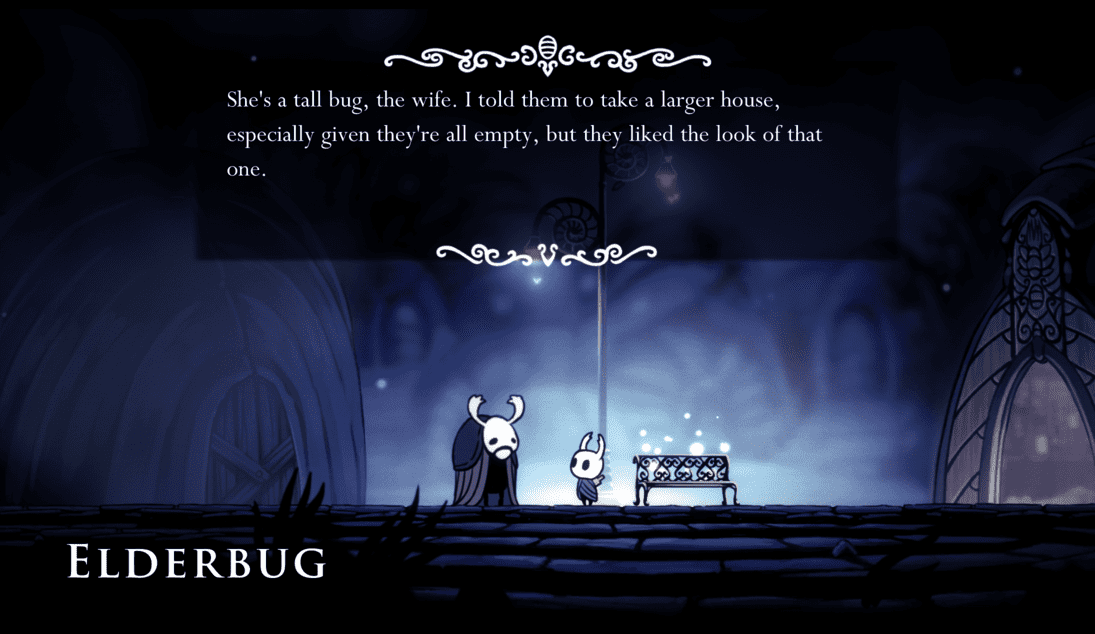 She's a tall bug, the wife. I told them to take a larger house,
especially given they're all empty, but they liked the look of that
one.
ELDERBUG